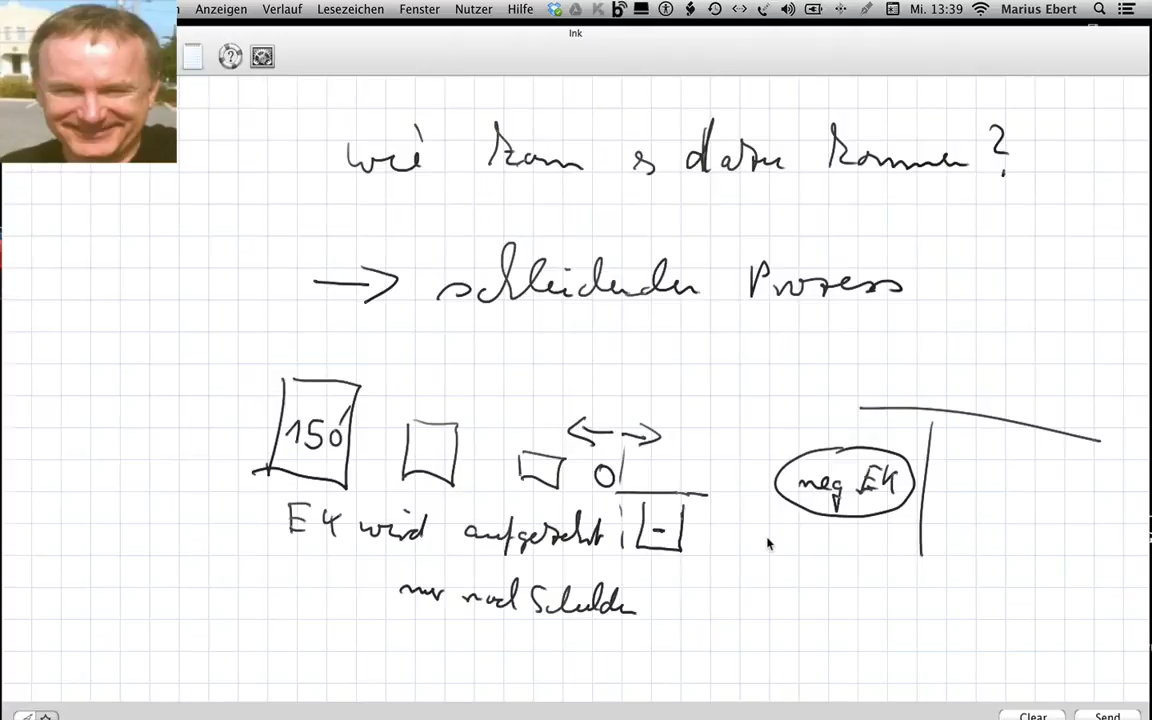 Anzeigen Verlauf Lesezeichen Fenster Nutzer Hilfe Mi. 13:39 Marius Ebert
Ink
wie kam es dazu kommen?
→ schleichender Prozess
150
0
EK wird aufgezehrt -
neg EK
nur noch Schulden
Clear Send